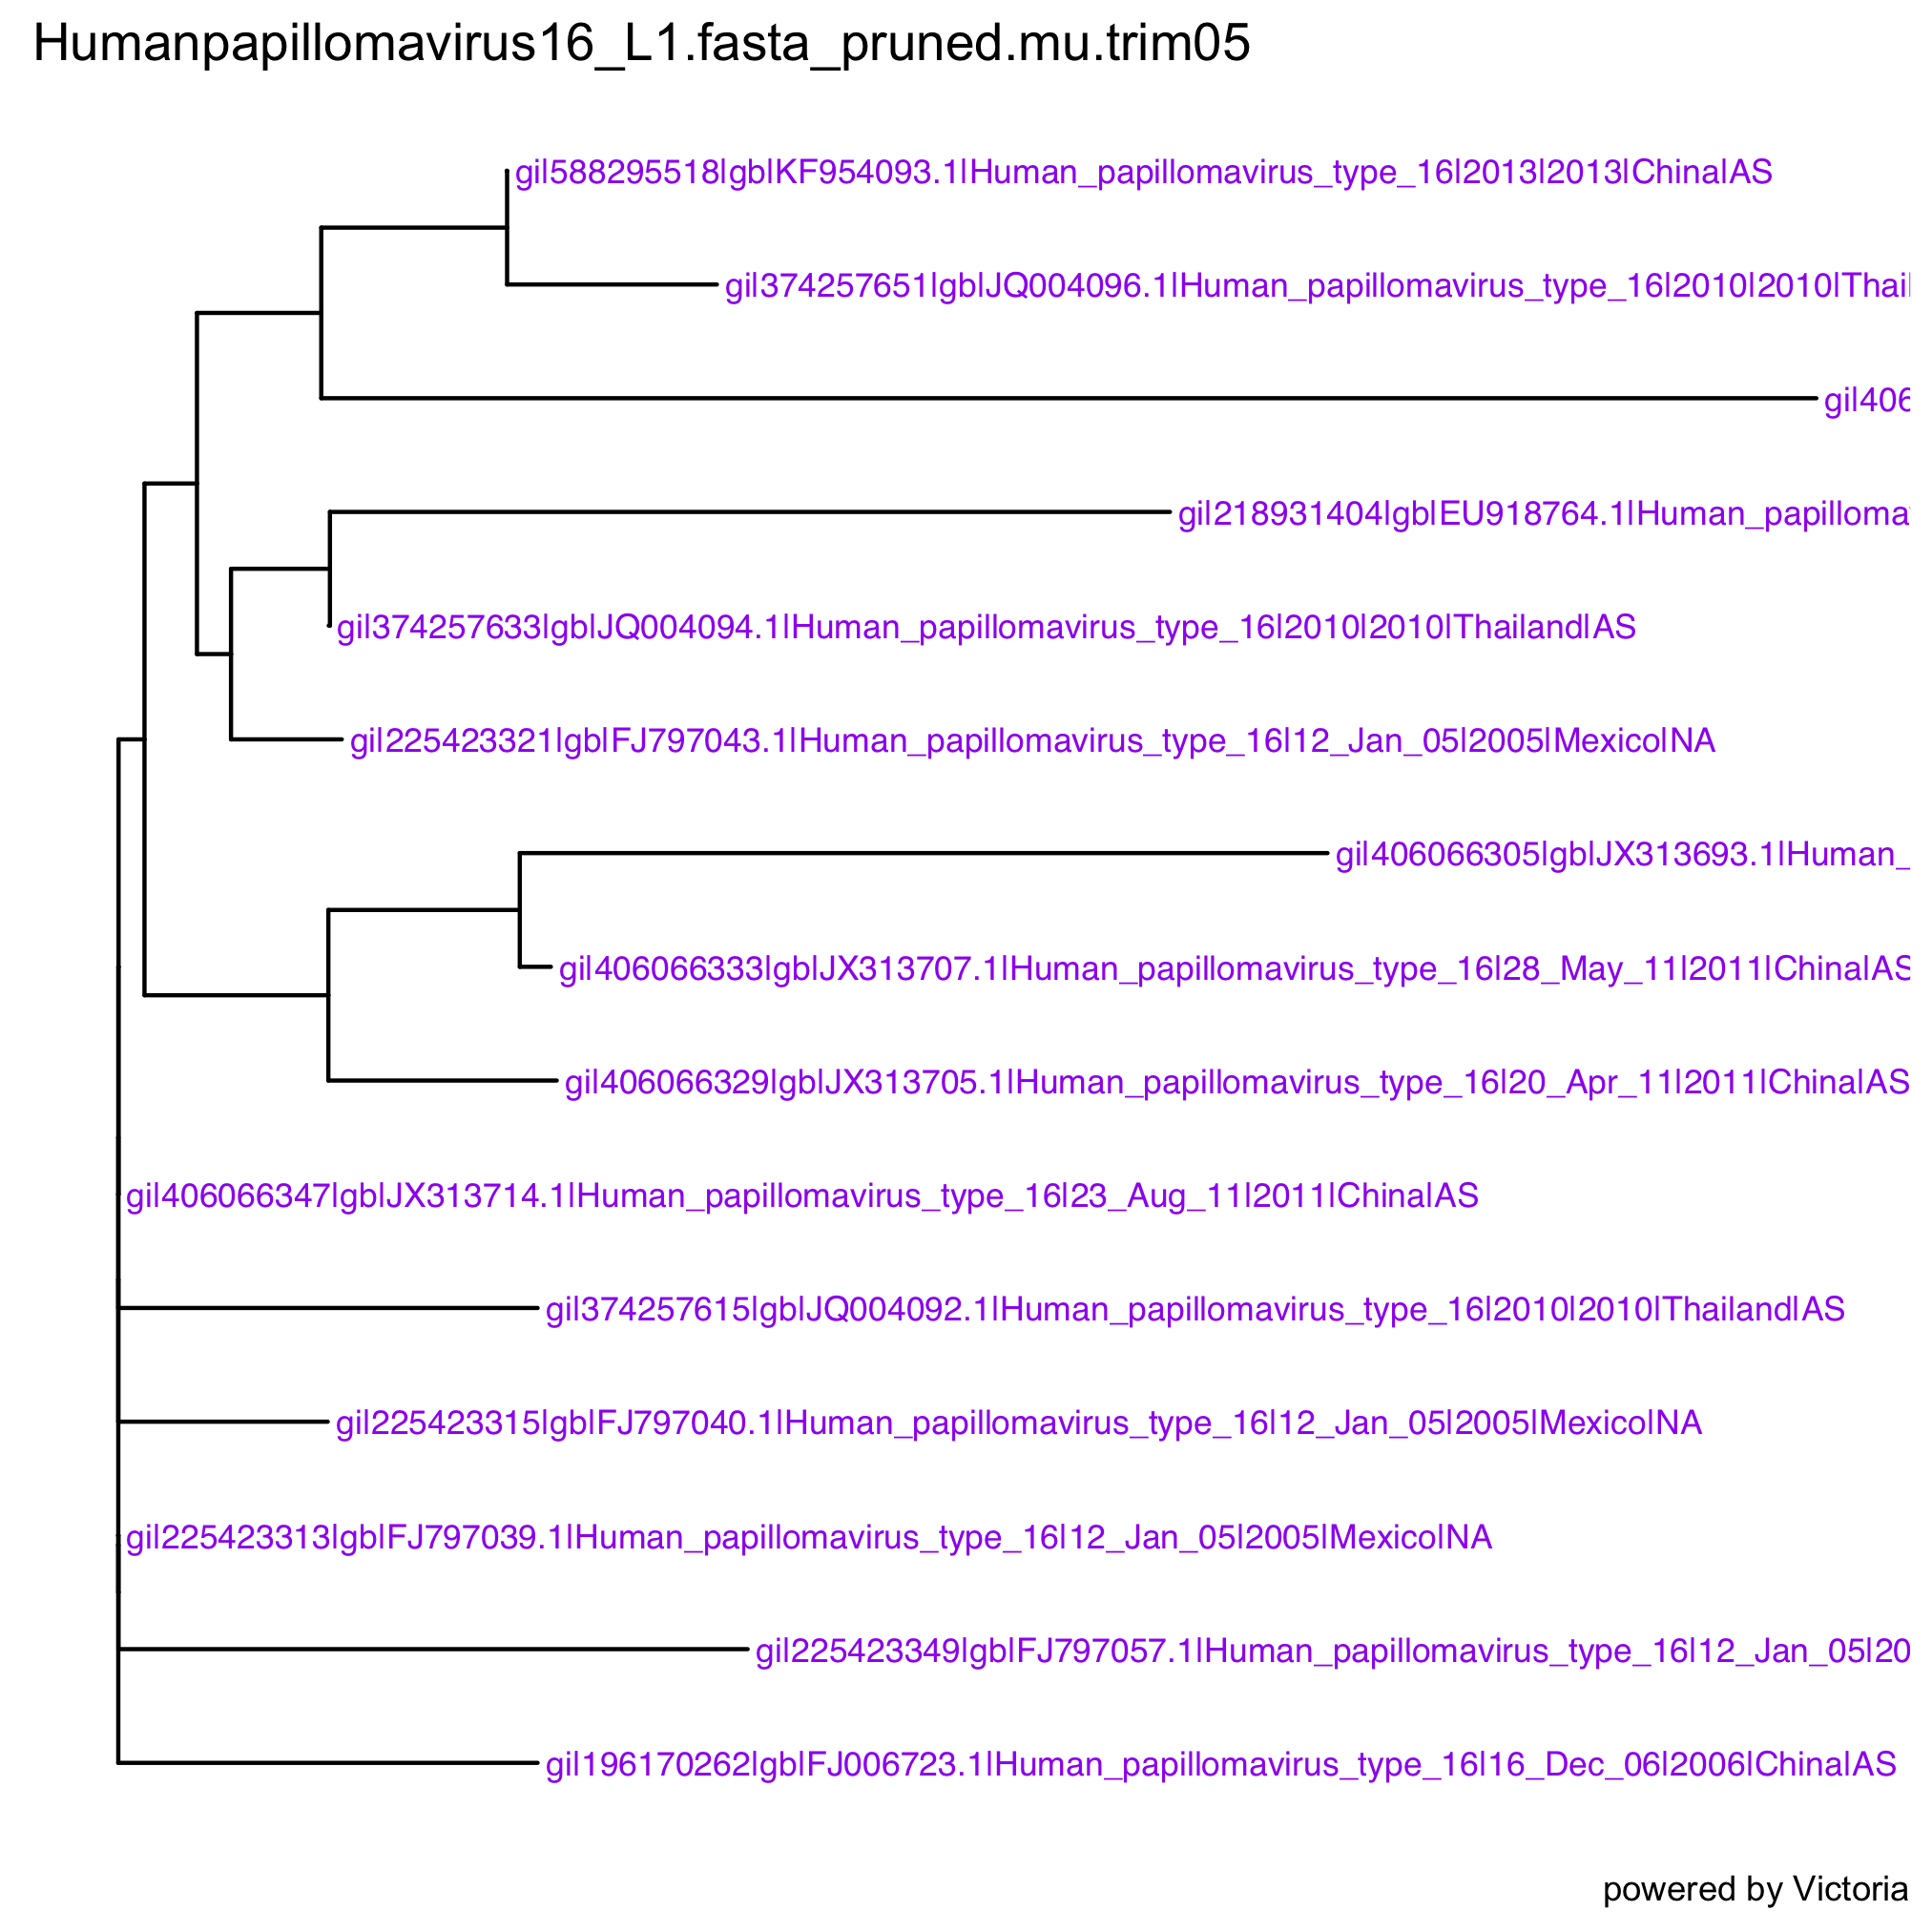 Humanpapillomavirus16_L1.fasta_pruned.mu.trim05
gi|588295518|gb|KF954093.1|Human_papillomavirus_type_16|2013|2013|China|AS
gi|374257651|gb|JQ004096.1|Human_papillomavirus_type_16|2010|2010|Thai
gi|406
gi|218931404|gb|EU918764.1|Human_papilloma
gi|374257633|gb|JQ004094.1|Human_papillomavirus_type_16|2010|2010|Thailand|AS
gi|225423321|gb|FJ797043.1|Human_papillomavirus_type_16|12_Jan_05|2005|Mexico|NA
gi|406066305|gb|JX313693.1|Human_
gi|406066333|gb|JX313707.1|Human_papillomavirus_type_16|28_May_11|2011|China|AS
gi|406066329|gb|JX313705.1|Human_papillomavirus_type_16|20_Apr_11|2011|China|AS
gi|406066347|gb|JX313714.1|Human_papillomavirus_type_16|23_Aug_11|2011|China|AS
gi|374257615|gb|JQ004092.1|Human_papillomavirus_type_16|2010|2010|Thailand|AS
gi|225423315|gb|FJ797040.1|Human_papillomavirus_type_16|12_Jan_05|2005|Mexico|NA
gi|225423313|gb|FJ797039.1|Human_papillomavirus_type_16|12_Jan_05|2005|Mexico|NA
gi|225423349|gb|FJ797057.1|Human_papillomavirus_type_16|12_Jan_05|20
gi|196170262|gb|FJ006723.1|Human_papillomavirus_type_16|16_Dec_06|2006|China|AS
powered by Victoria